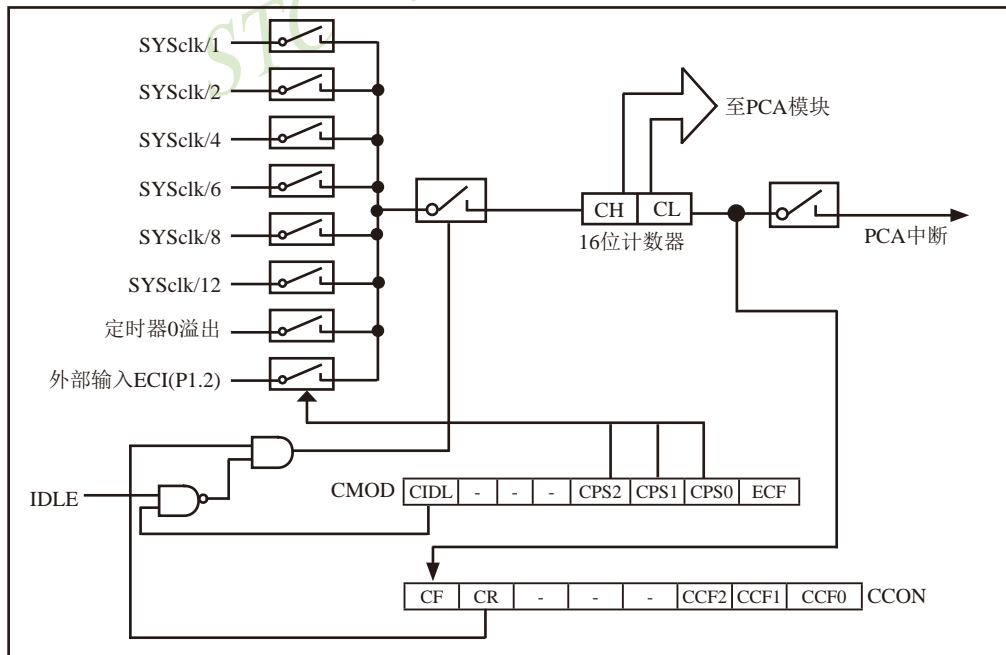 STC
SYSclk/1
SYSclk/2
SYSclk/4
SYSclk/6
SYSclk/8
SYSclk/12
定时器0溢出
外部输入ECI(P1.2)
至PCA模块
CH CL
16位计数器
PCA中断
IDLE
CMOD CIDL - - - CPS2 CPS1 CPS0 ECF
CF CR - - - CCF2 CCF1 CCF0 CCON